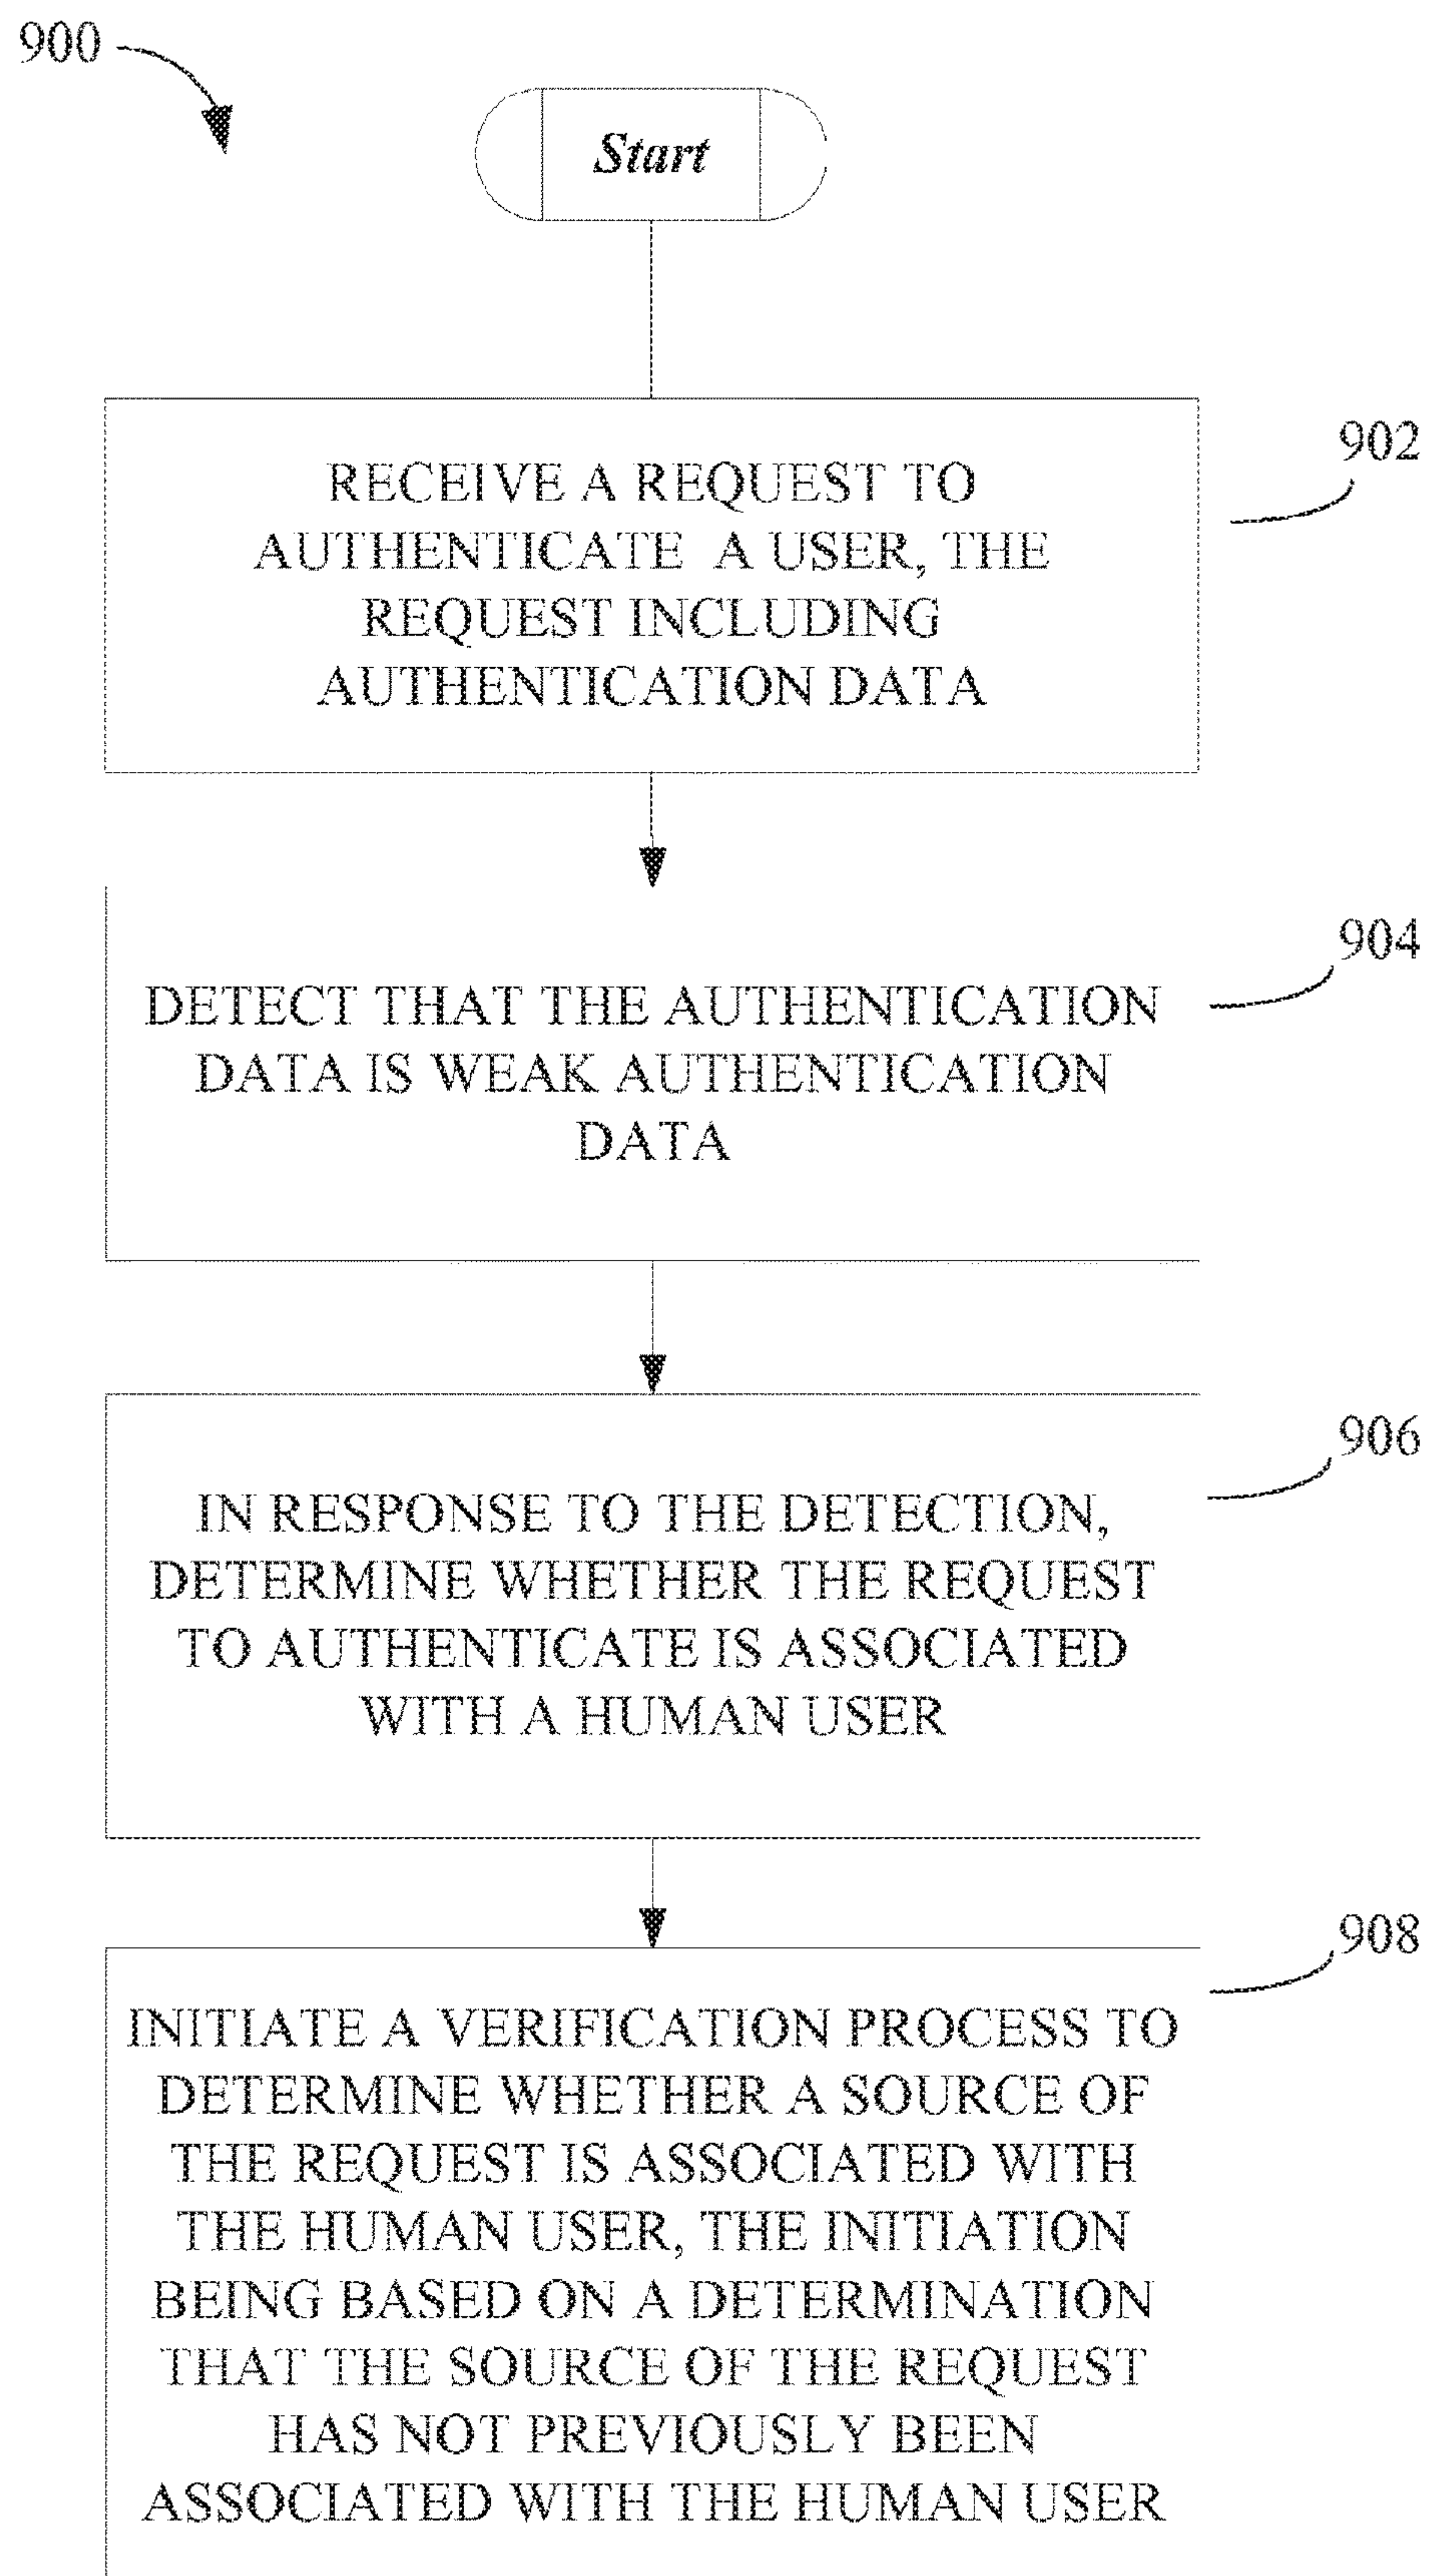 900
Start
902
RECEIVE A REQUEST TO
AUTHENTICATE A USER, THE
REQUEST INCLUDING
AUTHENTICATION DATA
904
DETECT THAT THE AUTHENTICATION
DATA IS WEAK AUTHENTICATION
DATA
906
IN RESPONSE TO THE DETECTION,
DETERMINE WHETHER THE REQUEST
TO AUTHENTICATE IS ASSOCIATED
WITH A HUMAN USER
908
INITIATE A VERIFICATION PROCESS TO
DETERMINE WHETHER A SOURCE OF
THE REQUEST IS ASSOCIATED WITH
THE HUMAN USER, THE INITIATION
BEING BASED ON A DETERMINATION
THAT THE SOURCE OF THE REQUEST
HAS NOT PREVIOUSLY BEEN
ASSOCIATED WITH THE HUMAN USER